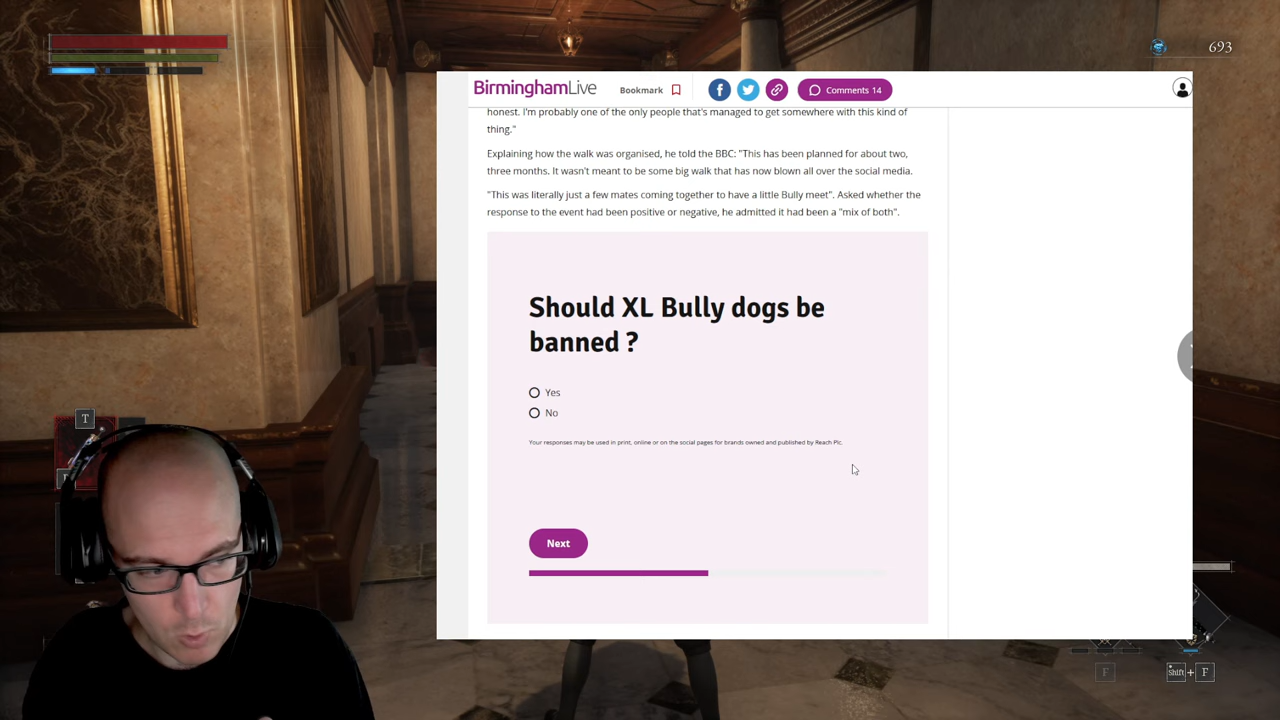 693
BirminghamLive
Bookmark
Comments 14
honest. I'm probably one of the only people that's managed to get somewhere with this kind of
thing."
Explaining how the walk was organised, he told the BBC: "This has been planned for about two,
three months. It wasn't meant to be some big walk that has now blown all over the social media.
"This was literally just a few mates coming together to have a little Bully meet". Asked whether the
response to the event had been positive or negative, he admitted it had been a "mix of both".
Should XL Bully dogs be
banned ?
Yes
No
Your responses may be used in print, online or on the social pages for brands owned and published by Reach Plc.
Next
T
F
Shift + F